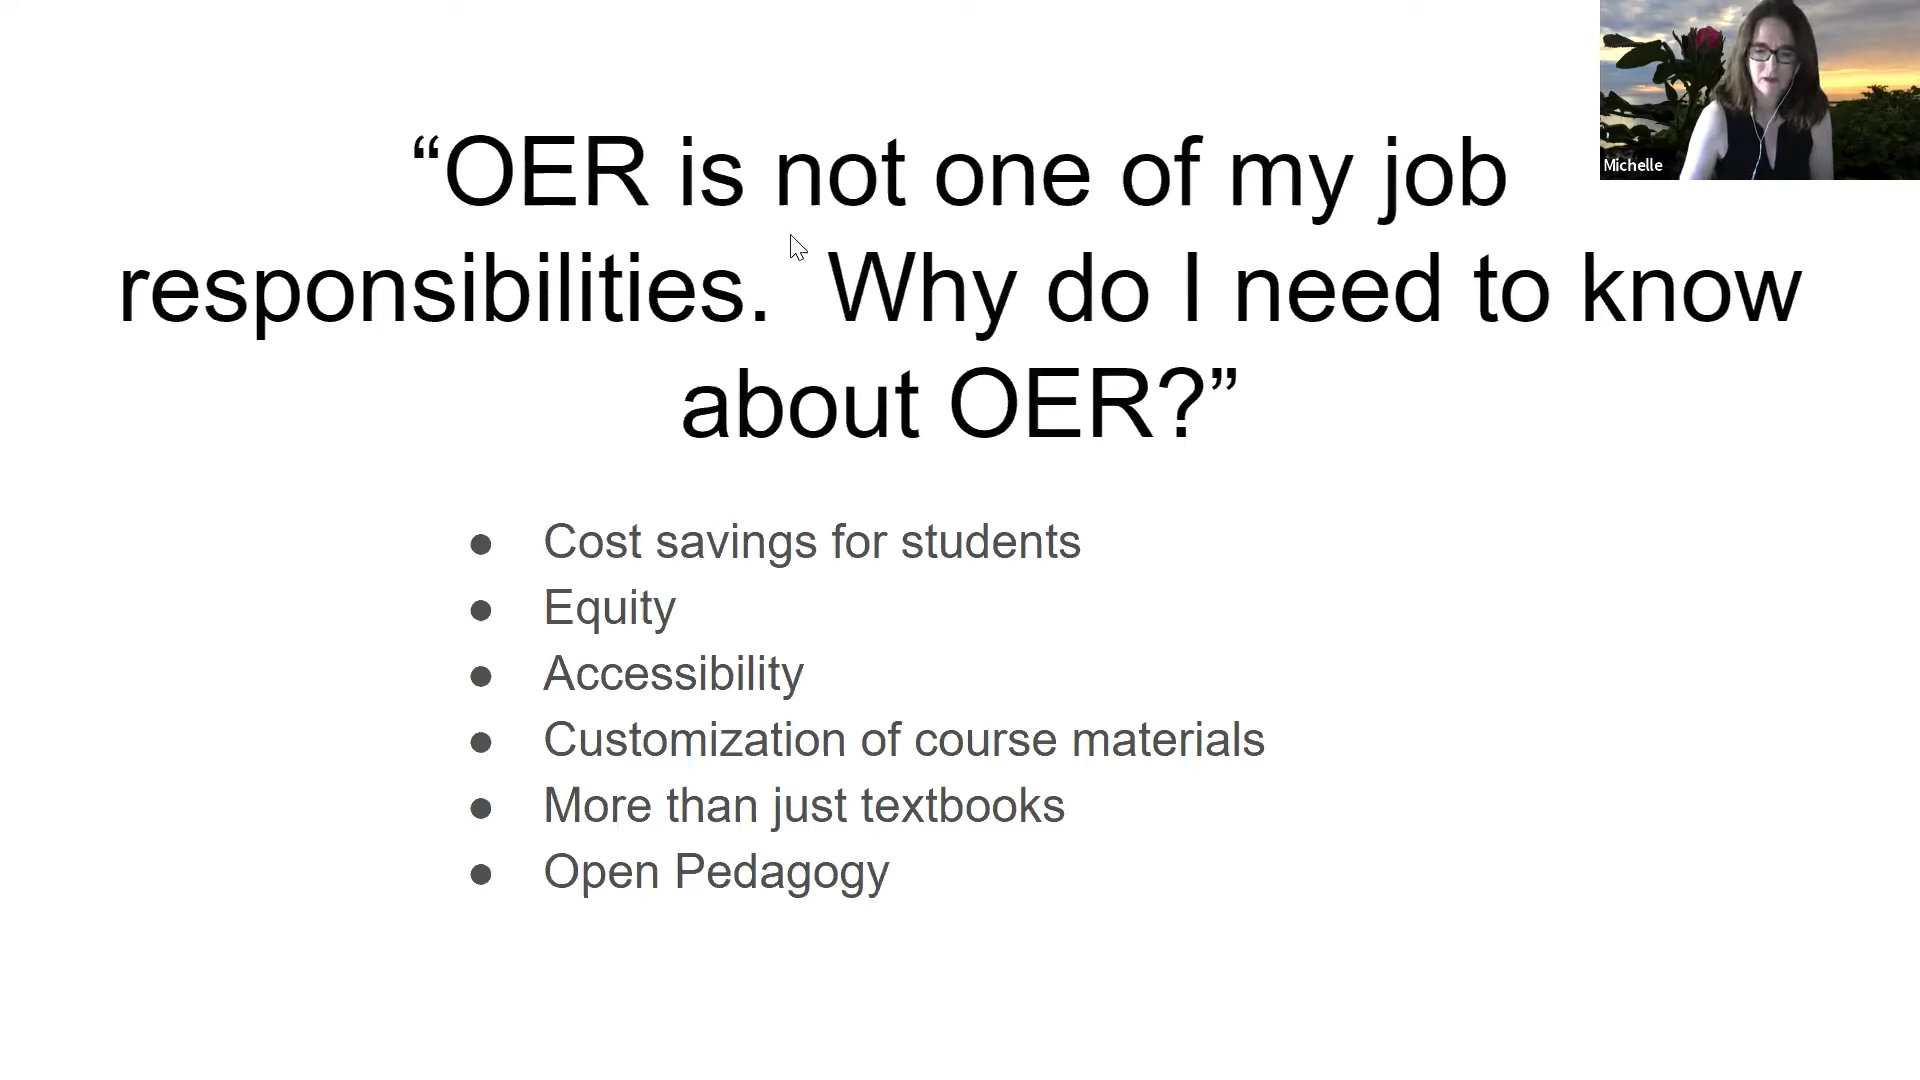 “OER is not one of my job
responsibilities.  Why do I need to know
about OER?”
Michelle
● Cost savings for students
● Equity
● Accessibility
● Customization of course materials
● More than just textbooks
● Open Pedagogy